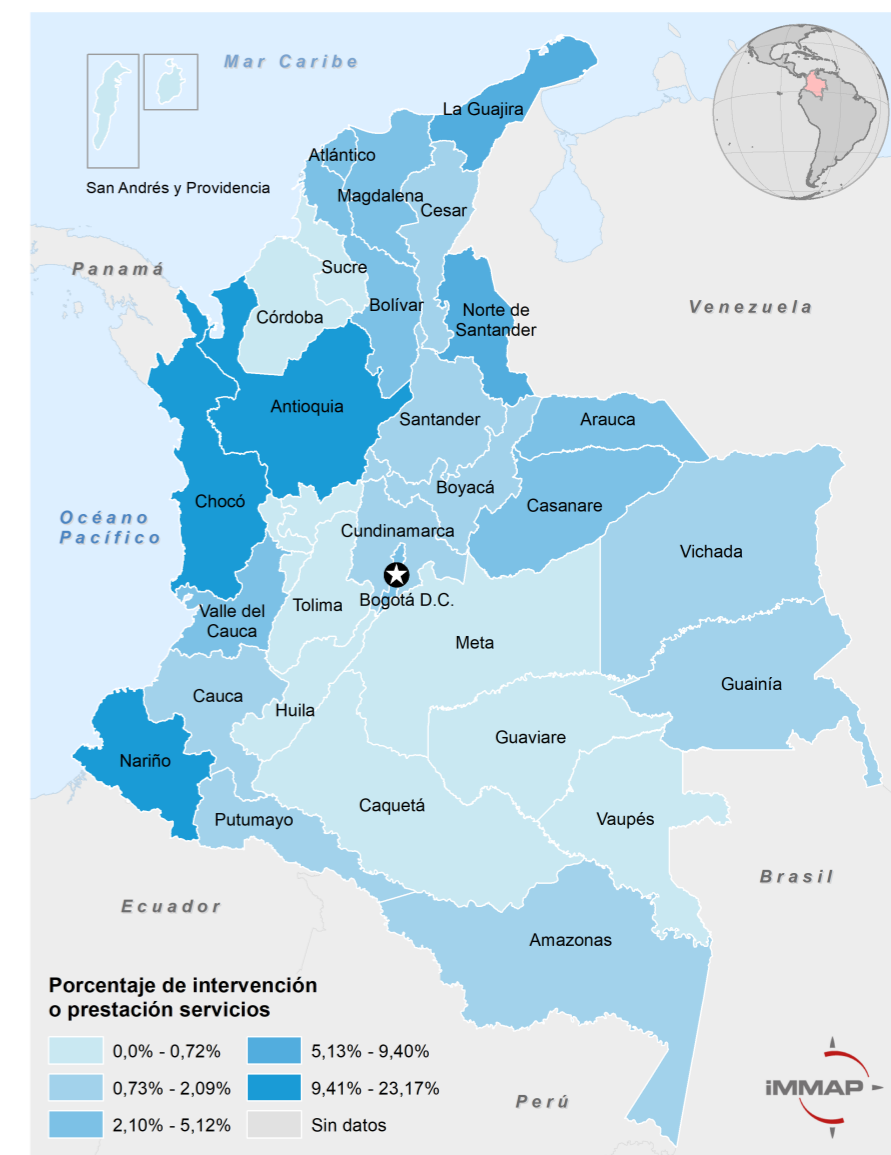 Mar Caribe
La Guajira
Atlántico
San Andrés y Providencia
Magdalena
Cesar
Panamá
Sucre
Bolívar
Córdoba
Norte de
Santander
Venezuela
Antioquia
Santander
Arauca
Boyacá
Chocó
Casanare
Océano
Pacífico
Cundinamarca
Vichada
Tolima
Bogotá D.C.
Valle del
Cauca
Meta
Guainía
Cauca
Huila
Guaviare
Nariño
Caquetá
Putumayo
Vaupés
Brasil
Ecuador
Amazonas
Porcentaje de intervención
o prestación servicios
0,0% - 0,72%
0,73% - 2,09%
2,10% - 5,12%
5,13% - 9,40%
9,41% - 23,17%
Sin datos
Perú
iMMAP